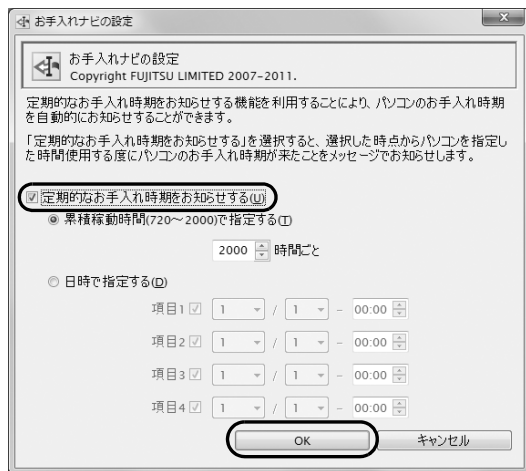 お手入れナビの設定
お手入れナビの設定
Copyright FUJITSU LIMITED 2007-2011.
定期的なお手入れ時期をお知らせする機能を利用することにより、パソコンのお手入れ時期
を自動的にお知らせすることができます。
「定期的なお手入れ時期をお知らせする」を選択すると、選択した時点からパソコンを指定し
た時間使用する度にパソコンのお手入れ時期が来たことをメッセージでお知らせします。
定期的なお手入れ時期をお知らせする(U)
累積稼動時間(720～2000)で指定する(T)
2000 時間ごと
日時で指定する(D)
項目1 1 / 1 - 00:00
項目2 1 / 1 - 00:00
項目3 1 / 1 - 00:00
項目4 1 / 1 - 00:00
OK キャンセル